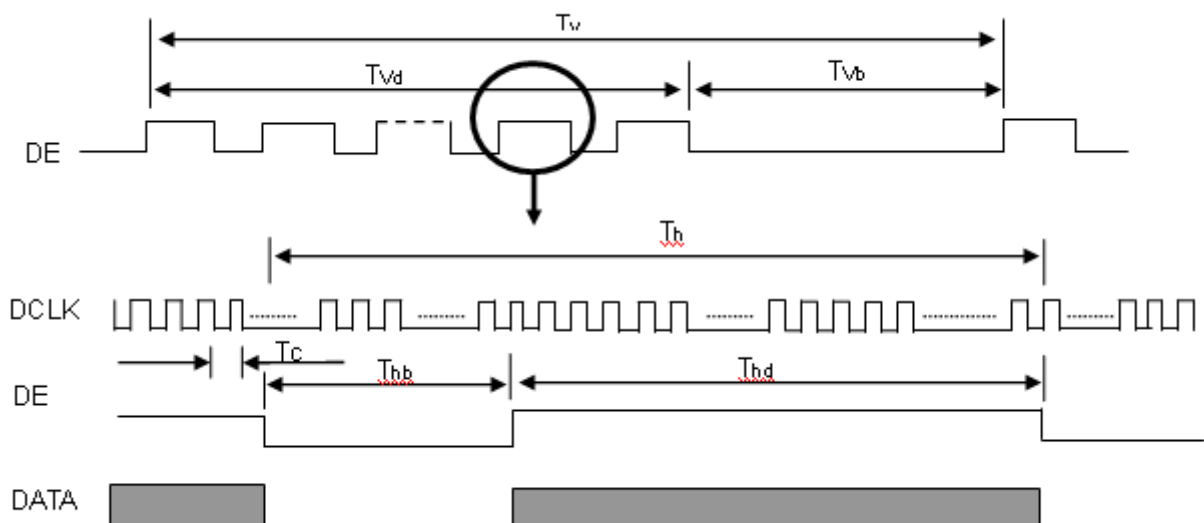 Tv
TVd
TVb
DE
Th
DCLK
Tc
Thb
Thd
DE
DATA